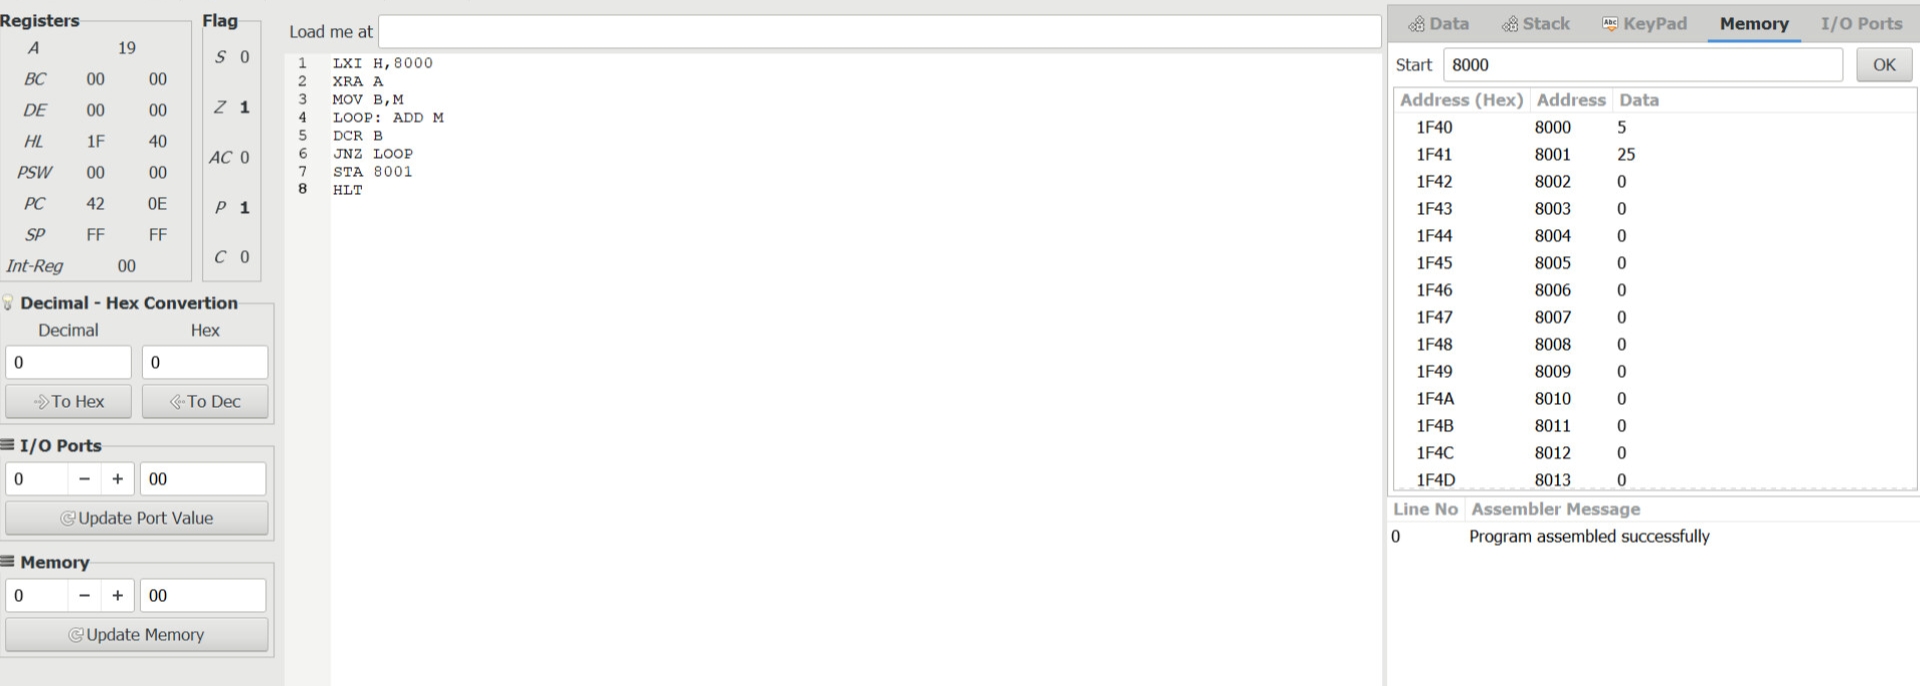 Registers
A 19
BC 00 00
DE 00 00
HL 1F 40
PSW 00 00
PC 42 0E
SP FF FF
Int-Reg 00
Flag
S 0
Z 1
AC 0
P 1
C 0
Decimal - Hex Convertion
Decimal Hex
0 0
To Hex To Dec
I/O Ports
0 − + 00
Update Port Value
Memory
0 − + 00
Update Memory
Load me at
1 LXI H,8000
2 XRA A
3 MOV B,M
4 LOOP: ADD M
5 DCR B
6 JNZ LOOP
7 STA 8001
8 HLT
Data Stack Abc KeyPad Memory I/O Ports
Start 8000 OK
Address (Hex) Address Data
1F40 8000 5
1F41 8001 25
1F42 8002 0
1F43 8003 0
1F44 8004 0
1F45 8005 0
1F46 8006 0
1F47 8007 0
1F48 8008 0
1F49 8009 0
1F4A 8010 0
1F4B 8011 0
1F4C 8012 0
1F4D 8013 0
Line No Assembler Message
0 Program assembled successfully